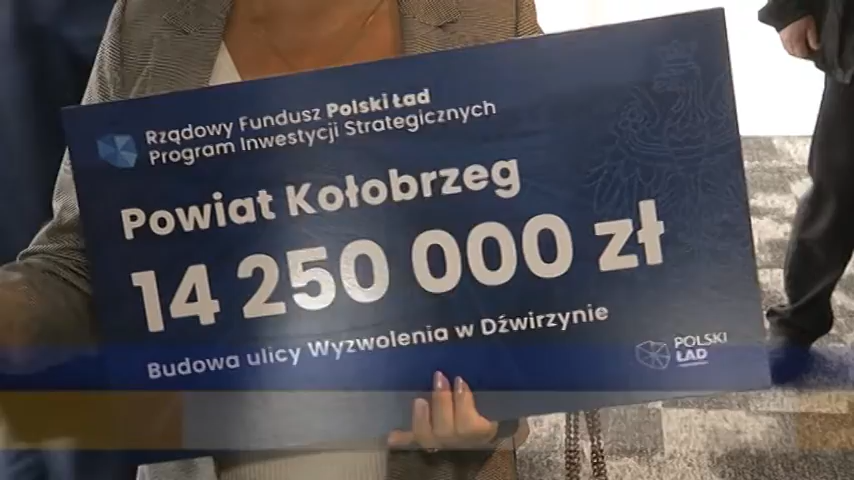 Rządowy Fundusz Polski Ład
Program Inwestycji Strategicznych
Powiat Kołobrzeg
14 250 000 zł
Budowa ulicy Wyzwolenia w Dźwirzynie
POLSKI
ŁAD